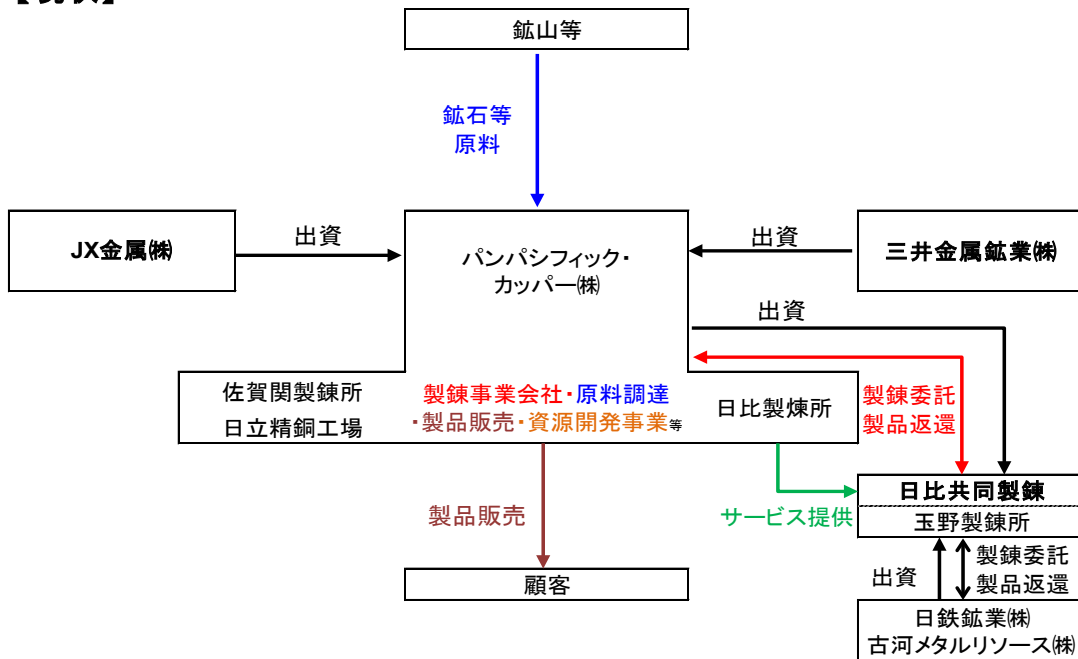 鉱山等
鉱石等
原料
JX金属㈱
出資
パンパシフィック・
カッパー㈱
出資
三井金属鉱業㈱
出資
佐賀関製錬所
日立精銅工場
製錬事業会社・原料調達
・製品販売・資源開発事業等
日比製煉所
製錬委託
製品返還
製品販売
サービス提供
日比共同製錬
玉野製錬所
出資
製錬委託
製品返還
顧客
日鉄鉱業㈱
古河メタルリソース㈱